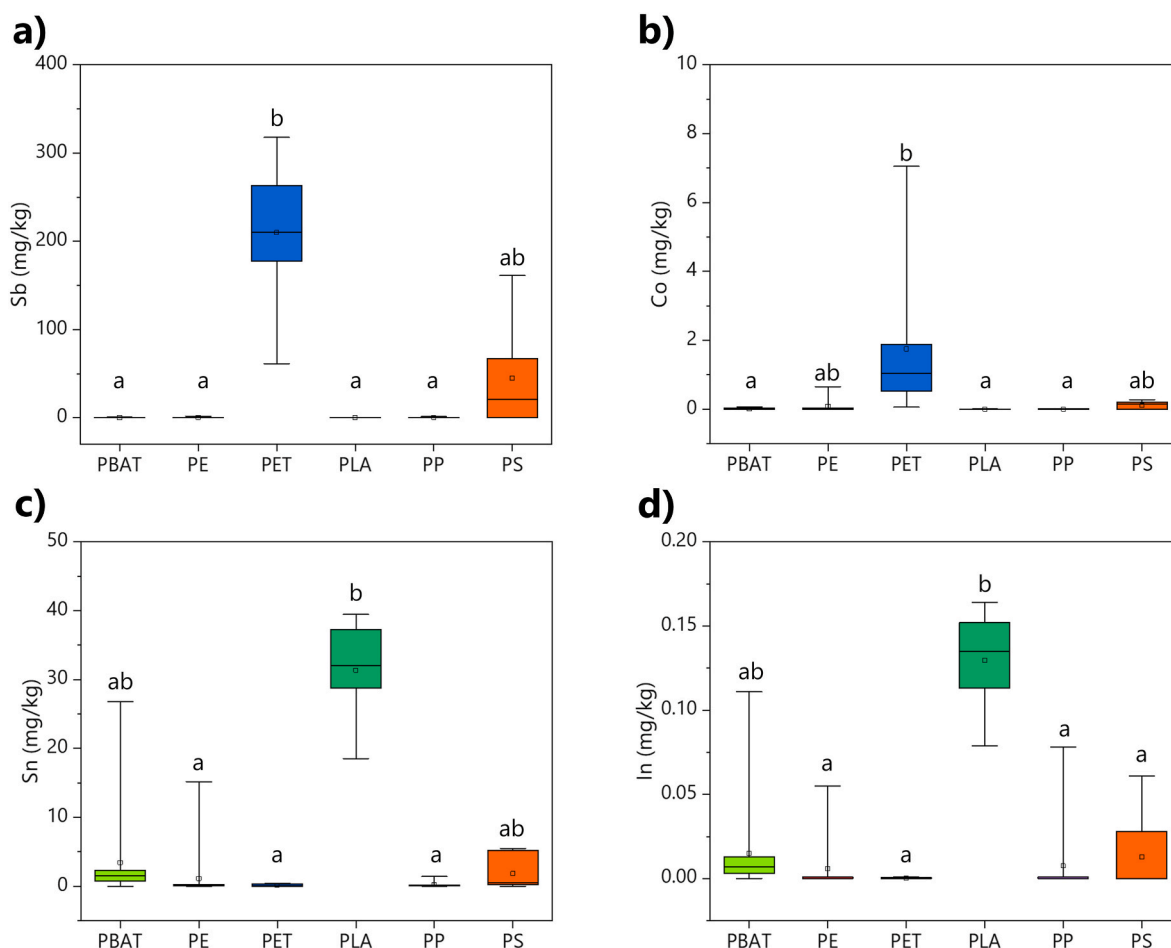 a)
400
300
200
100
0
Sb (mg/kg)
a
a
b
a
a
ab
PBAT
PE
PET
PLA
PP
PS
b)
10
8
6
4
2
0
Co (mg/kg)
a
ab
b
a
a
ab
PBAT
PE
PET
PLA
PP
PS
c)
50
40
30
20
10
0
Sn (mg/kg)
ab
a
a
b
a
ab
PBAT
PE
PET
PLA
PP
PS
d)
0.20
0.15
0.10
0.05
0.00
In (mg/kg)
ab
a
a
b
a
a
PBAT
PE
PET
PLA
PP
PS